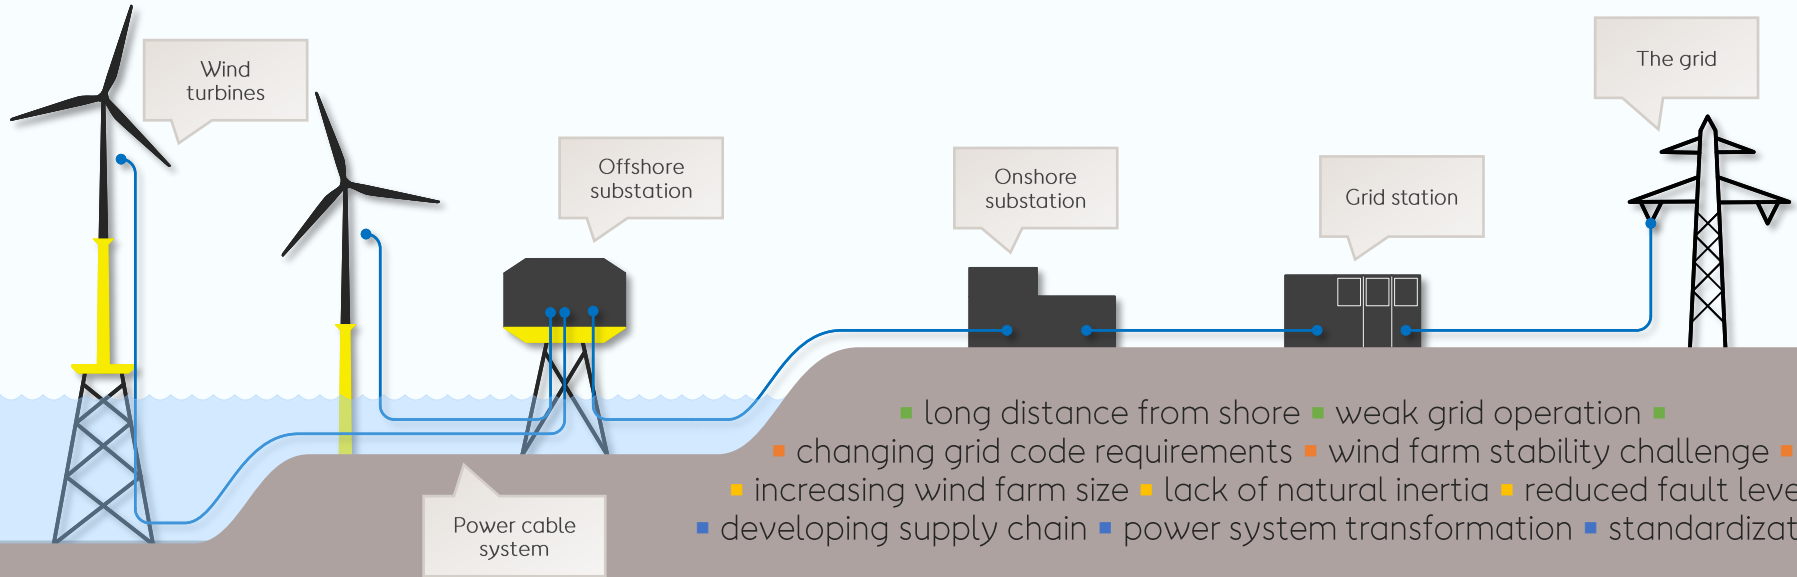 Wind
turbines
Offshore
substation
Onshore
substation
Grid station
The grid
Power cable
system
long distance from shore ▪ weak grid operation
changing grid code requirements ▪ wind farm stability challenge
increasing wind farm size ▪ lack of natural inertia ▪ reduced fault leve
developing supply chain ▪ power system transformation ▪ standardizat